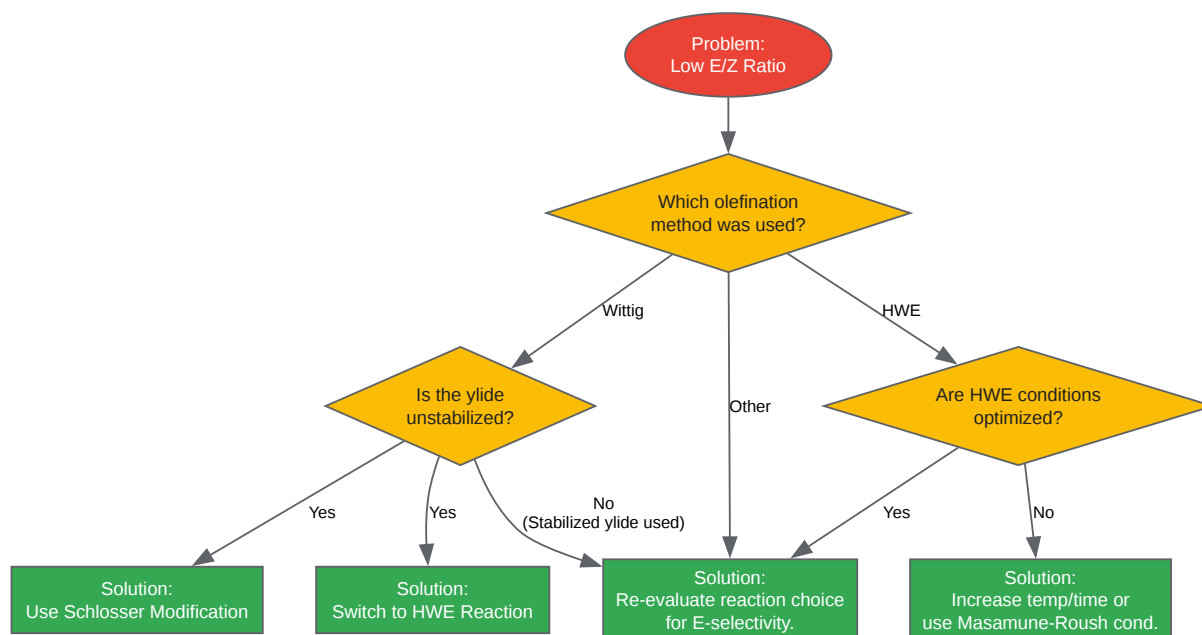 Problem:
Low E/Z Ratio
Which olefination
method was used?
Wittig
HWE
Is the ylide
unstabilized?
Other
Are HWE conditions
optimized?
Yes
Yes
No
(Stabilized ylide used)
Yes
No
Solution:
Use Schlosser Modification
Solution:
Switch to HWE Reaction
Solution:
Re-evaluate reaction choice
for E-selectivity.
Solution:
Increase temp/time or
use Masamune-Roush cond.